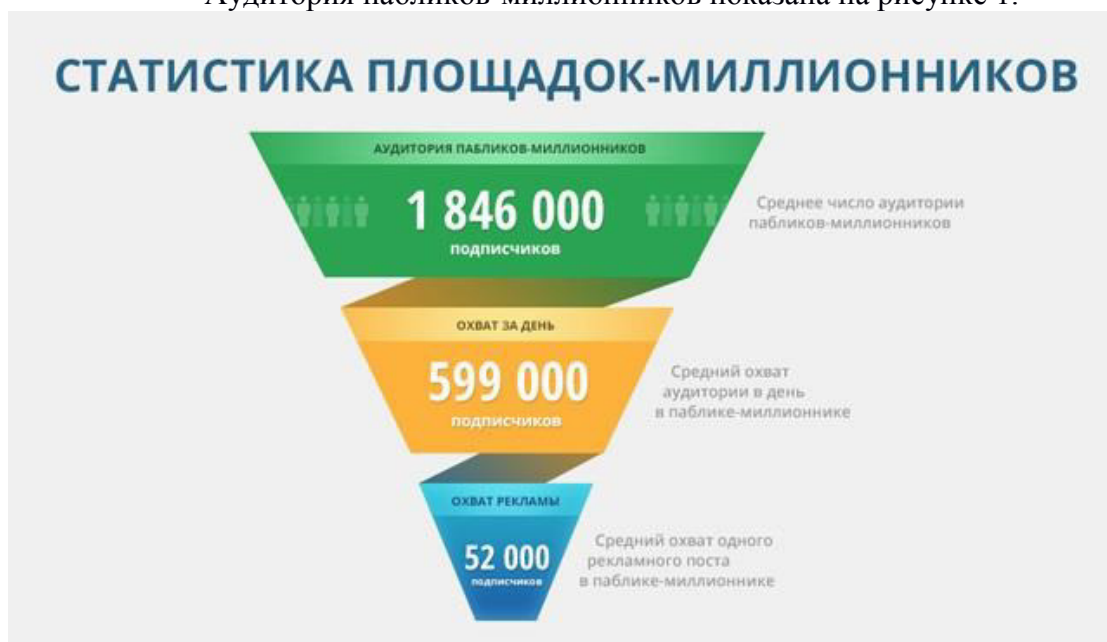 Аудитория пабликов-миллионников показана на рисунке 1.
СТАТИСТИКА ПЛОЩАДОК-МИЛЛИОННИКОВ
АУДИТОРИЯ ПАБЛИКОВ-МИЛЛИОННИКОВ
1 846 000
подписчиков
Среднее число аудитории
пабликов-миллионников
ОХВАТ ЗА ДЕНЬ
599 000
подписчиков
Средний охват
аудитории в день
в паблике-миллионнике
ОХВАТ РЕКЛАМЫ
52 000
подписчиков
Средний охват одного
рекламного поста
в паблике-миллионнике